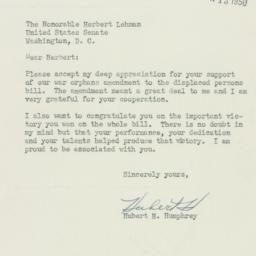 13 1950
The Honorable Herbert Lehman
United States Senate
Washington, D. C.
Dear Herbert:
Please accept my deep appreciation for your support
of our war orphans amendment to the displaced persons
bill. The amendment meant a great deal to me and I am
very grateful for your cooperation.
I also want to congratulate you on the important vic-
tory you won on the whole bill. There is no doubt in
my mind but that your performance, your dedication
and your talents helped produce that victory. I am
proud to be associated with you.
Sincerely yours,
Hubert H
Hubert H. Humphrey